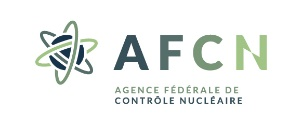 AFCN
AGENCE FÉDÉRALE DE
CONTRÔLE NUCLÉAIRE